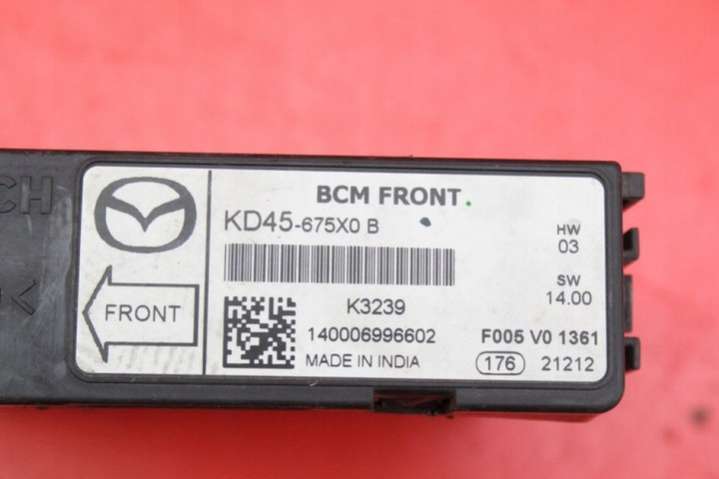 BCM FRONT.
KD45-675X0 B
HW
03
SW
14.00
FRONT
K3239
140006996602
F005 V0 1361
MADE IN INDIA
176 21212